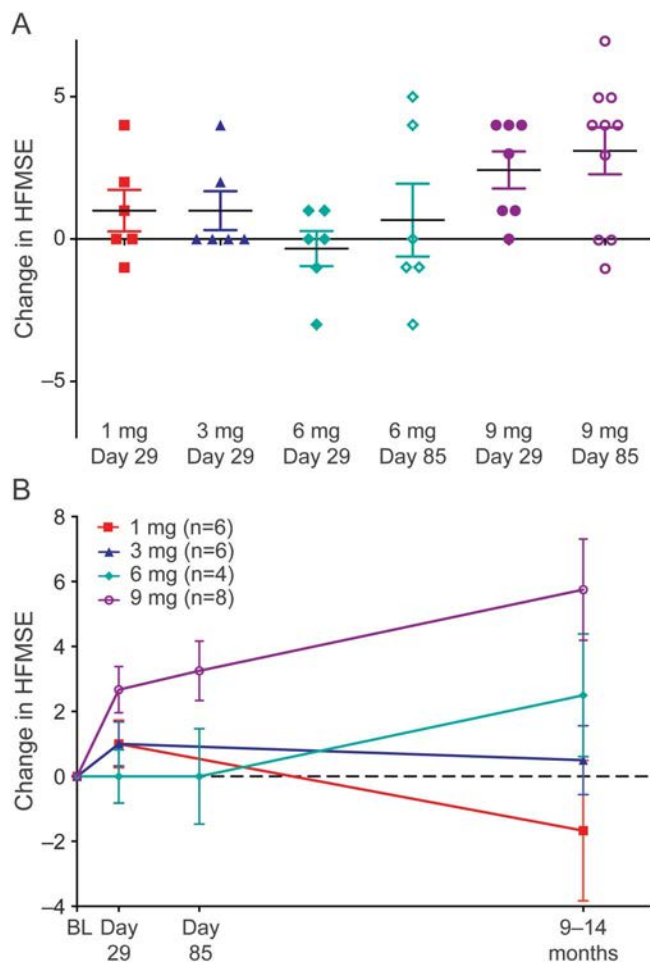 A
Change in HFMSE
5
0
–5
1 mg
Day 29
3 mg
Day 29
6 mg
Day 29
6 mg
Day 85
9 mg
Day 29
9 mg
Day 85
B
Change in HFMSE
8
6
4
2
0
–2
–4
1 mg (n=6)
3 mg (n=6)
6 mg (n=4)
9 mg (n=8)
BL
Day
29
Day
85
9–14
months